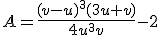 A = \frac{(v-u)^3(3u+v)}{4u^3v} - 2